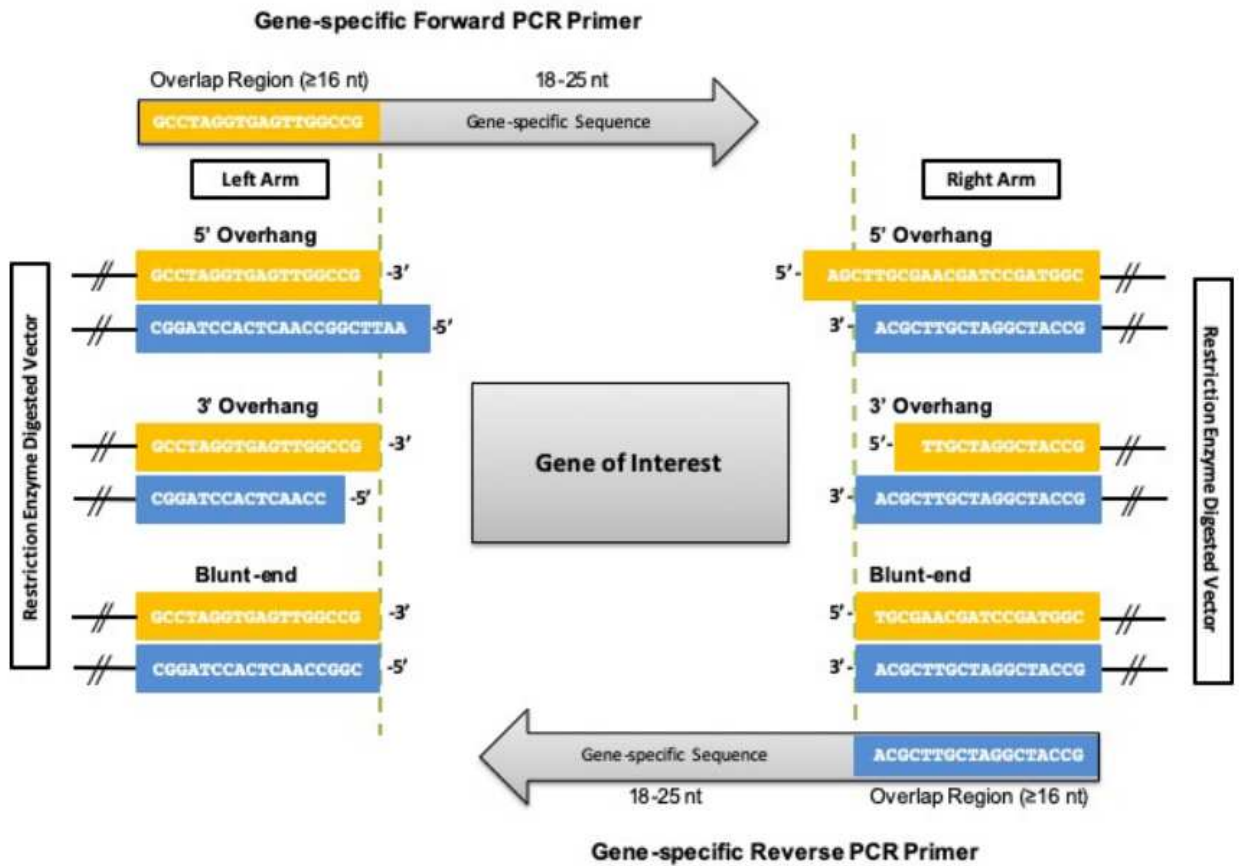 Gene-specific Forward PCR Primer
Overlap Region (≥16 nt)
18-25 nt
GCCTAGGTGAGTTGGCCG
Gene-specific Sequence
Left Arm
Right Arm
5’ Overhang
5’ Overhang
GCCTAGGTGAGTTGGCCG -3’
5’- AGCTTGCGAACGATCCGATGGC
CGGATCCACTCAACCGGCTTAA -5’
3’- ACGCTTGCTAGGCTACCG
Restriction Enzyme Digested Vector
Restriction Enzyme Digested Vector
3’ Overhang
3’ Overhang
GCCTAGGTGAGTTGGCCG -3’
5’- TTGCTAGGCTACCG
Gene of Interest
CGGATCCACTCAACC -5’
3’- ACGCTTGCTAGGCTACCG
Blunt-end
Blunt-end
GCCTAGGTGAGTTGGCCG -3’
5’- TGCGAACGATCCGATGGC
CGGATCCACTCAACCGGC -5’
3’- ACGCTTGCTAGGCTACCG
Gene-specific Sequence
ACGCTTGCTAGGCTACCG
18-25 nt
Overlap Region (≥16 nt)
Gene-specific Reverse PCR Primer